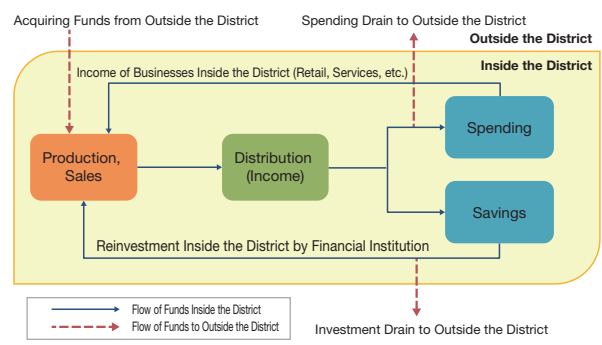 Acquiring Funds from Outside the District
Spending Drain to Outside the District
Outside the District
Inside the District
Income of Businesses Inside the District (Retail, Services, etc.)
Production,
Sales
Distribution
(Income)
Spending
Savings
Reinvestment Inside the District by Financial Institution
Flow of Funds Inside the District
Flow of Funds to Outside the District
Investment Drain to Outside the District